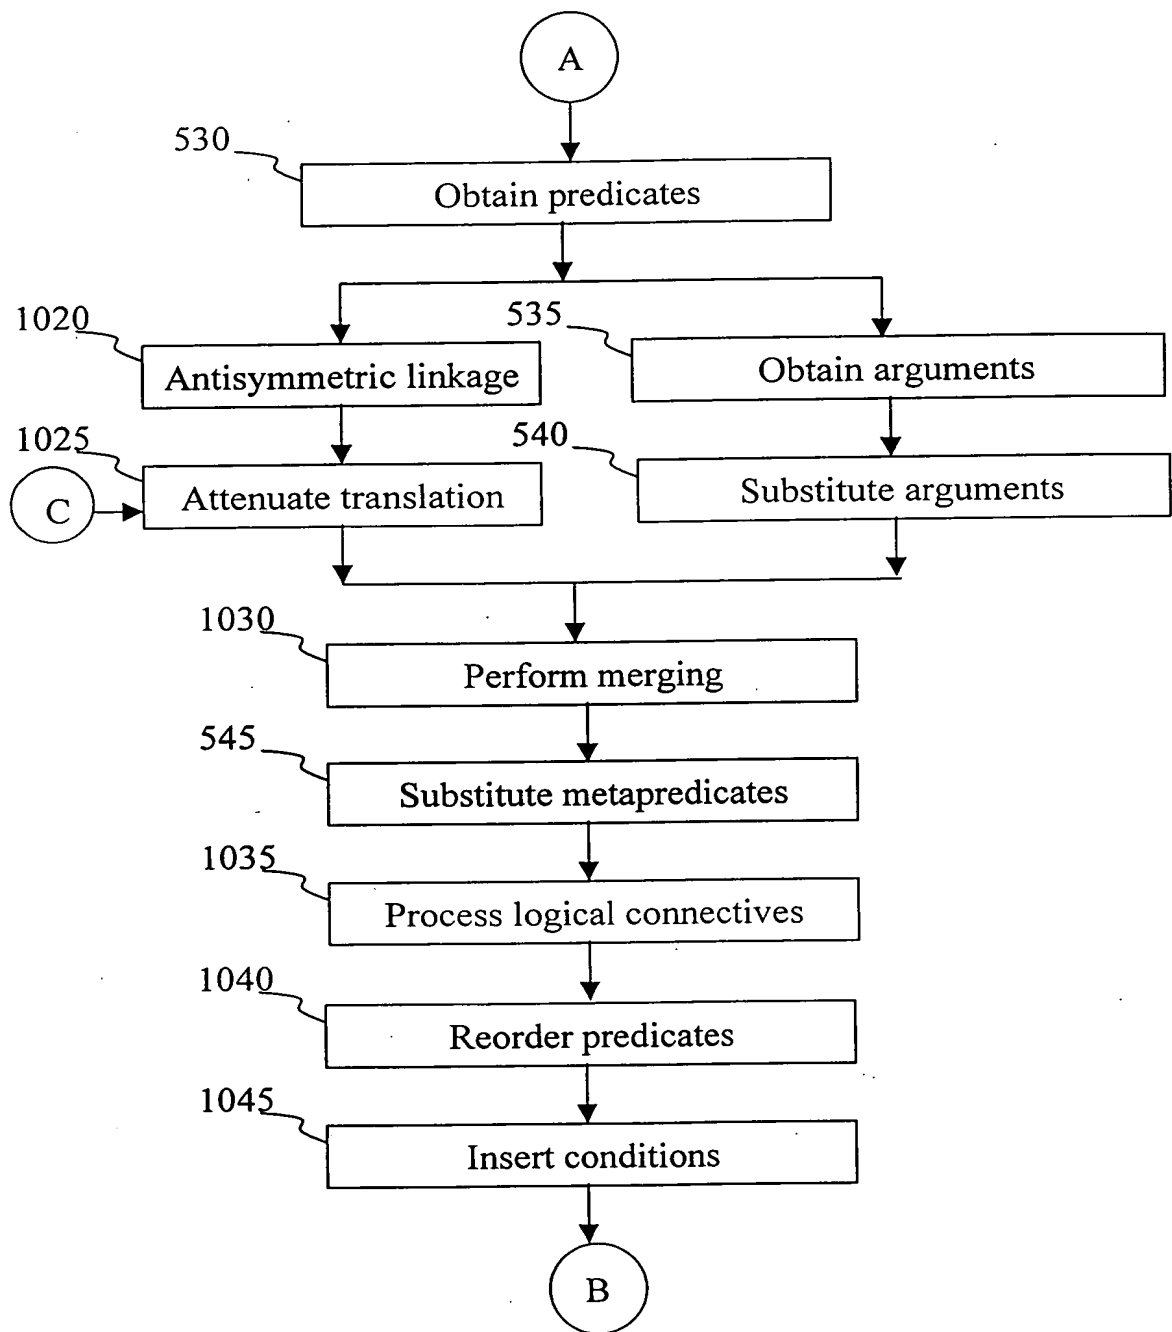 A
530
Obtain predicates
1020
535
Antisymmetric linkage
Obtain arguments
1025
540
C
Attenuate translation
Substitute arguments
1030
Perform merging
545
Substitute metapredicates
1035
Process logical connectives
1040
Reorder predicates
1045
Insert conditions
B